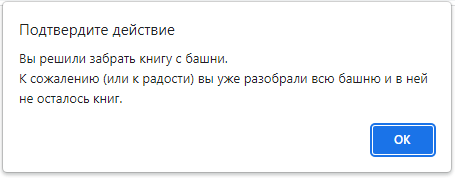 Подтвердите действие
Вы решили забрать книгу с башни.
К сожалению (или к радости) вы уже разобрали всю башню и в ней
не осталось книг.
ОК